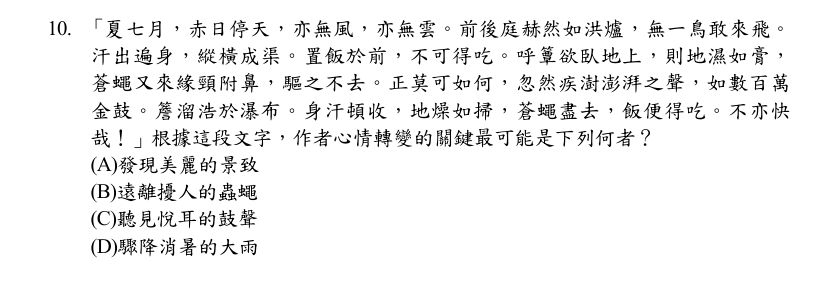 10. 「夏七月，赤日停天，亦無風，亦無雲。前後庭赫然如洪爐，無一鳥敢來飛。
汗出遍身，縱橫成渠。置飯於前，不可得吃。呼簟欲臥地上，則地濕如膏，
蒼蠅又來緣頸附鼻，驅之不去。正莫可如何，忽然疾澍澎湃之聲，如數百萬
金鼓。簷溜浩於瀑布。身汗頓收，地燥如掃，蒼蠅盡去，飯便得吃。不亦快
哉！」根據這段文字，作者心情轉變的關鍵最可能是下列何者？
(A)發現美麗的景致
(B)遠離擾人的蟲蠅
(C)聽見悅耳的鼓聲
(D)驟降消暑的大雨